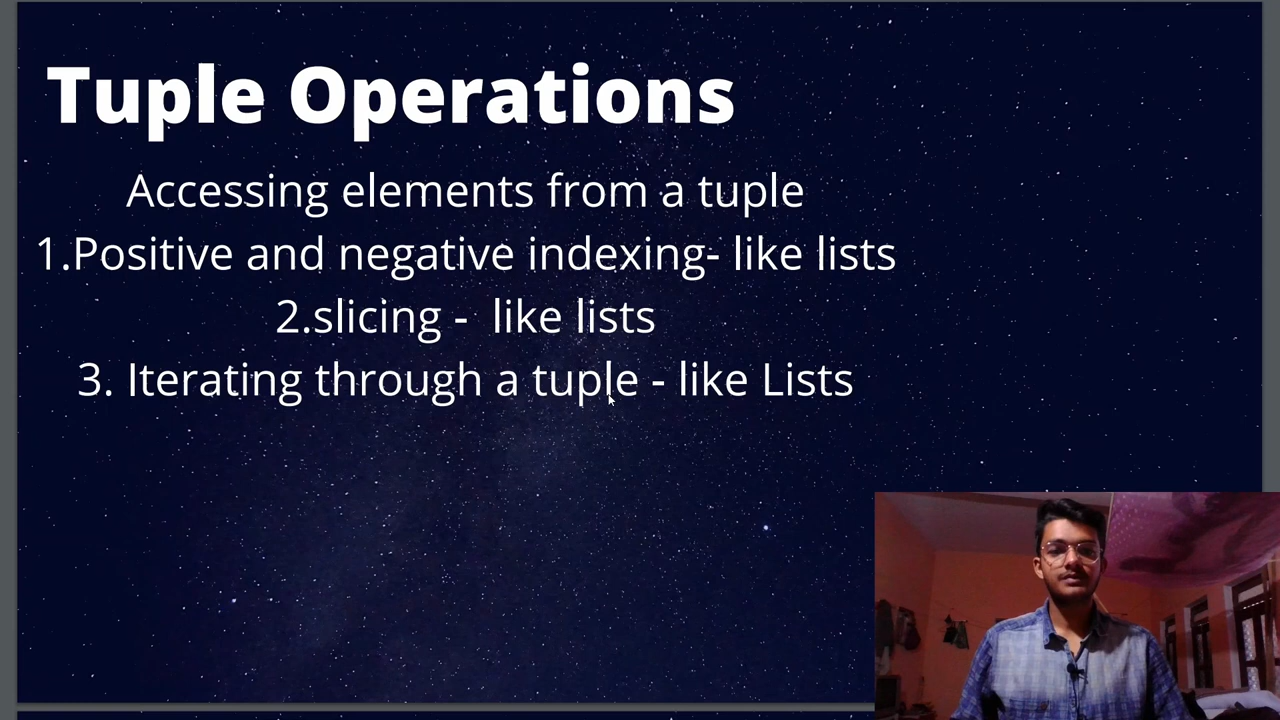 Tuple Operations
Accessing elements from a tuple
1.Positive and negative indexing- like lists
2.slicing -  like lists
3. Iterating through a tuple - like Lists